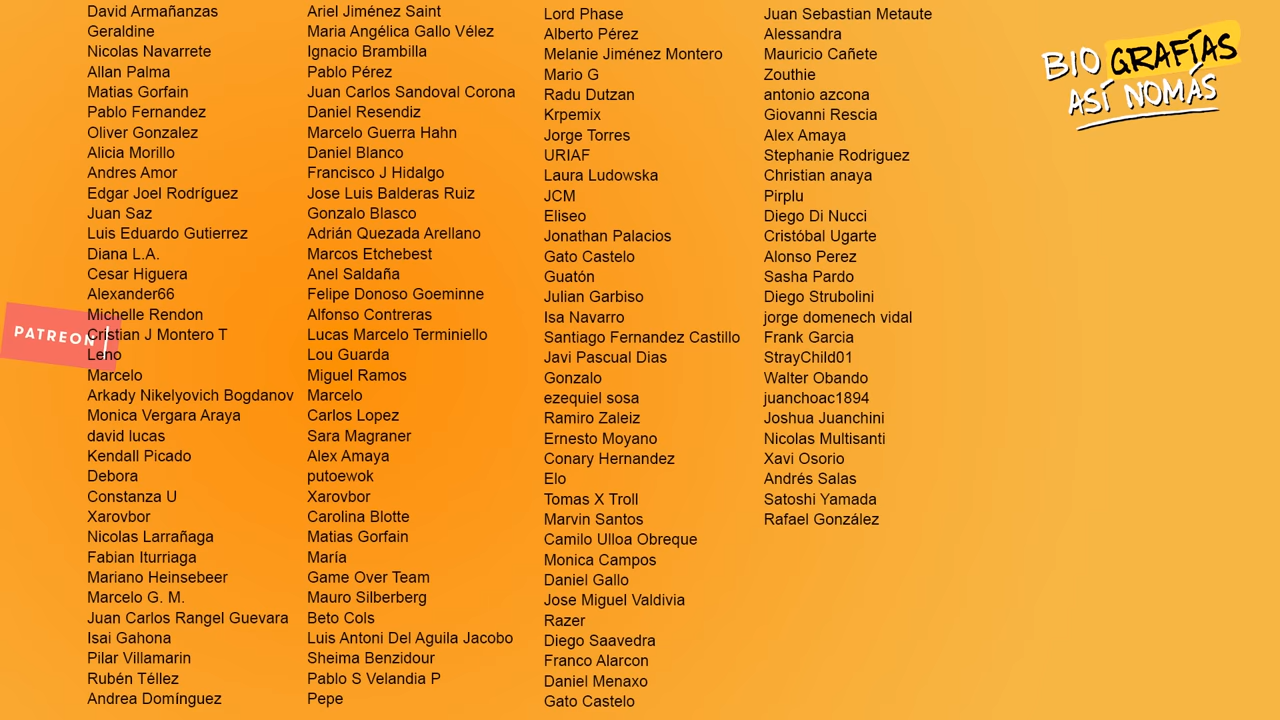 David Armañanzas
Geraldine
Nicolas Navarrete
Allan Palma
Matias Gorfain
Pablo Fernandez
Oliver Gonzalez
Alicia Morillo
Andres Amor
Edgar Joel Rodríguez
Juan Saz
Luis Eduardo Gutierrez
Diana L.A.
Cesar Higuera
Alexander66
Michelle Rendon
Cristian J Montero T
Leno
Marcelo
Arkady Nikelyovich Bogdanov
Monica Vergara Araya
david lucas
Kendall Picado
Debora
Constanza U
Xarovbor
Nicolas Larrañaga
Fabian Iturriaga
Mariano Heinsebeer
Marcelo G. M.
Juan Carlos Rangel Guevara
Isai Gahona
Pilar Villamarin
Rubén Téllez
Andrea Domínguez
PATREON
Ariel Jiménez Saint
Maria Angélica Gallo Vélez
Ignacio Brambilla
Pablo Pérez
Juan Carlos Sandoval Corona
Daniel Resendiz
Marcelo Guerra Hahn
Daniel Blanco
Francisco J Hidalgo
Jose Luis Balderas Ruiz
Gonzalo Blasco
Adrián Quezada Arellano
Marcos Etchebest
Anel Saldaña
Felipe Donoso Goeminne
Alfonso Contreras
Lucas Marcelo Terminiello
Lou Guarda
Miguel Ramos
Marcelo
Carlos Lopez
Sara Magraner
Alex Amaya
putoewok
Xarovbor
Carolina Blotte
Matias Gorfain
María
Game Over Team
Mauro Silberberg
Beto Cols
Luis Antoni Del Aguila Jacobo
Sheima Benzidour
Pablo S Velandia P
Pepe
Lord Phase
Alberto Pérez
Melanie Jiménez Montero
Mario G
Radu Dutzan
Krpemix
Jorge Torres
URIAF
Laura Ludowska
JCM
Eliseo
Jonathan Palacios
Gato Castelo
Guatón
Julian Garbiso
Isa Navarro
Santiago Fernandez Castillo
Javi Pascual Dias
Gonzalo
ezequiel sosa
Ramiro Zaleiz
Ernesto Moyano
Conary Hernandez
Elo
Tomas X Troll
Marvin Santos
Camilo Ulloa Obreque
Monica Campos
Daniel Gallo
Jose Miguel Valdivia
Razer
Diego Saavedra
Franco Alarcon
Daniel Menaxo
Gato Castelo
Juan Sebastian Metaute
Alessandra
Mauricio Cañete
Zouthie
antonio azcona
Giovanni Rescia
Alex Amaya
Stephanie Rodriguez
Christian anaya
Pirplu
Diego Di Nucci
Cristóbal Ugarte
Alonso Perez
Sasha Pardo
Diego Strubolini
jorge domenech vidal
Frank Garcia
StrayChild01
Walter Obando
juanchoac1894
Joshua Juanchini
Nicolas Multisanti
Xavi Osorio
Andrés Salas
Satoshi Yamada
Rafael González
BIO GRAFÍAS
ASÍ NOMÁS